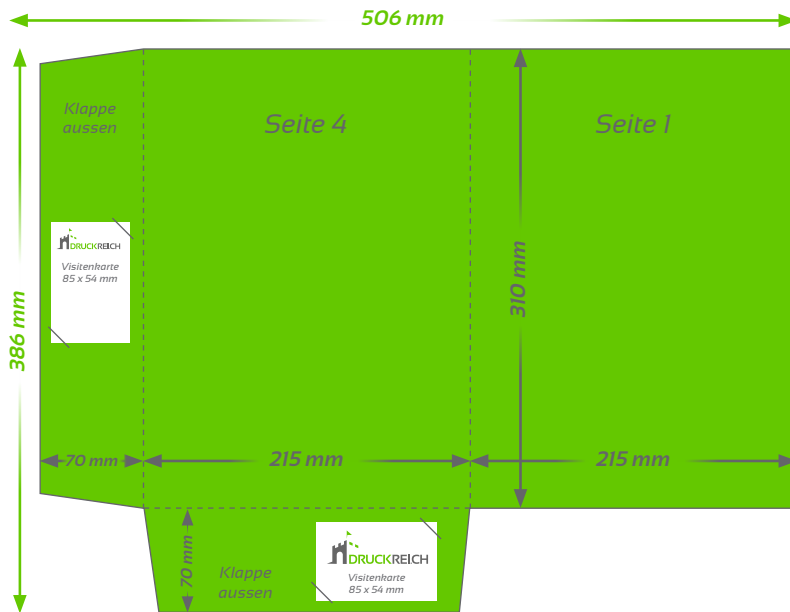 506 mm
Klappe
aussen
Seite 4
Seite 1
DRUCKREICH
Visitenkarte
85 x 54 mm
310 mm
386 mm
70 mm
215 mm
215 mm
70 mm
Klappe
aussen
DRUCKREICH
Visitenkarte
85 x 54 mm